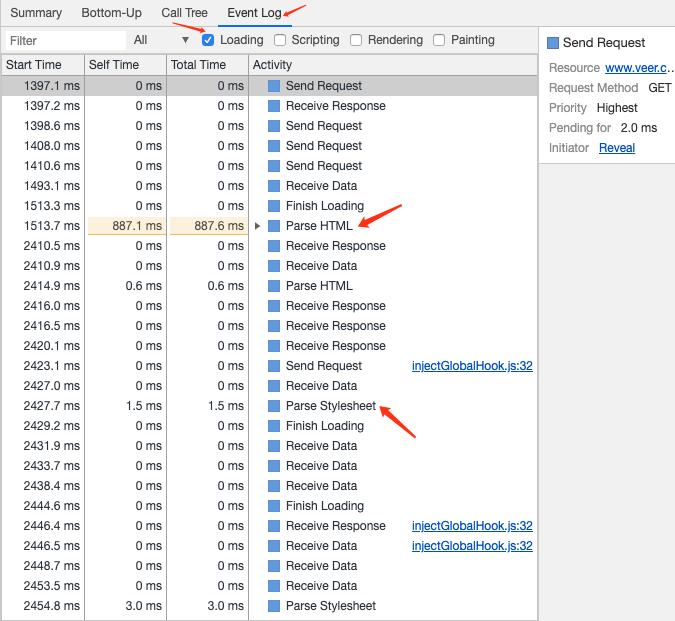 Summary Bottom-Up Call Tree Event Log
Filter All Loading Scripting Rendering Painting
Start Time Self Time Total Time Activity
1397.1 ms 0 ms 0 ms Send Request
1397.2 ms 0 ms 0 ms Receive Response
1398.6 ms 0 ms 0 ms Send Request
1408.0 ms 0 ms 0 ms Send Request
1410.6 ms 0 ms 0 ms Send Request
1493.1 ms 0 ms 0 ms Receive Data
1513.3 ms 0 ms 0 ms Finish Loading
1513.7 ms 887.1 ms 887.6 ms Parse HTML
2410.5 ms 0 ms 0 ms Receive Response
2410.9 ms 0 ms 0 ms Receive Data
2414.9 ms 0.6 ms 0.6 ms Parse HTML
2416.0 ms 0 ms 0 ms Receive Response
2416.5 ms 0 ms 0 ms Receive Response
2420.1 ms 0 ms 0 ms Receive Response
2423.1 ms 0 ms 0 ms Send Request injectGlobalHook.js:32
2427.0 ms 0 ms 0 ms Receive Data
2427.7 ms 1.5 ms 1.5 ms Parse Stylesheet
2429.2 ms 0 ms 0 ms Finish Loading
2431.9 ms 0 ms 0 ms Receive Data
2433.7 ms 0 ms 0 ms Receive Data
2438.4 ms 0 ms 0 ms Receive Data
2444.6 ms 0 ms 0 ms Finish Loading
2446.4 ms 0 ms 0 ms Receive Response injectGlobalHook.js:32
2446.5 ms 0 ms 0 ms Receive Data injectGlobalHook.js:32
2448.7 ms 0 ms 0 ms Receive Data
2453.5 ms 0 ms 0 ms Receive Data
2454.8 ms 3.0 ms 3.0 ms Parse Stylesheet
Send Request
Resource www.veer.c...
Request Method GET
Priority Highest
Pending for 2.0 ms
Initiator Reveal